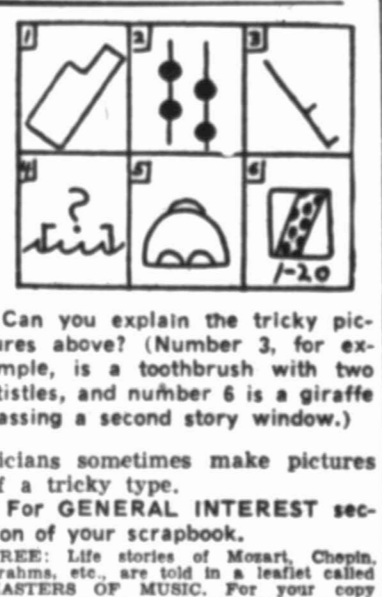 1
2
3
4
5
6
?
1-20
Can you explain the tricky pic-
ures above? (Number 3, for ex-
mple, is a toothbrush with two
istles, and number 6 is a giraffe
assing a second story window.)
icians sometimes make pictures
f a tricky type.
For GENERAL INTEREST sec-
on of your scrapbook.
REE: Life stories of Mozart, Chopin,
rahms, etc., are told in a leaflet called
ASTERS OF MUSIC. For your copy